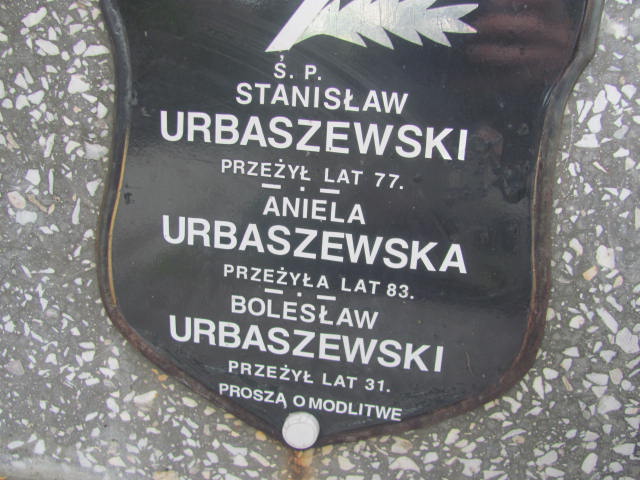 Ś. P.
STANISŁAW
URBASZEWSKI
PRZEŻYŁ LAT 77.
ANIELA
URBASZEWSKA
PRZEŻYŁA LAT 83.
BOLESŁAW
URBASZEWSKI
PRZEŻYŁ LAT 31.
PROSZĄ O MODLITWE